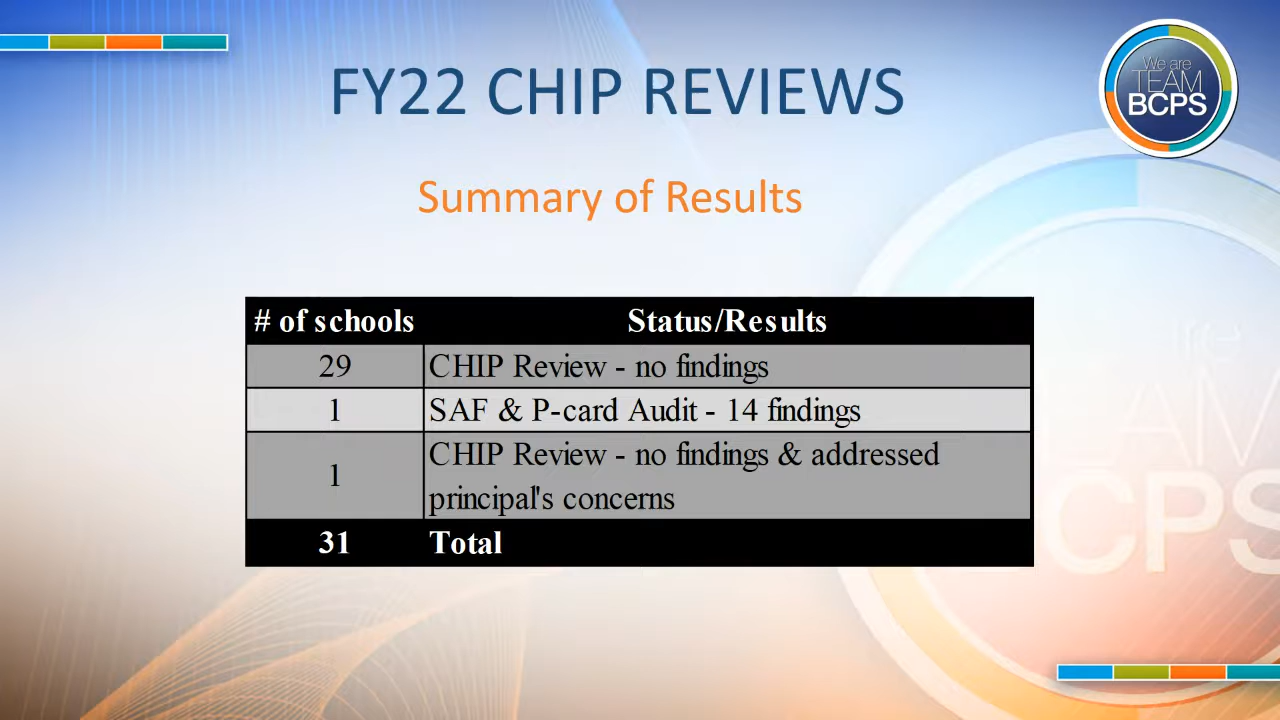 FY22 CHIP REVIEWS
We are
TEAM
BCPS
Summary of Results
# of schools Status/Results
29 CHIP Review - no findings
1 SAF & P-card Audit - 14 findings
1 CHIP Review - no findings & addressed
principal's concerns
31 Total
BCPS